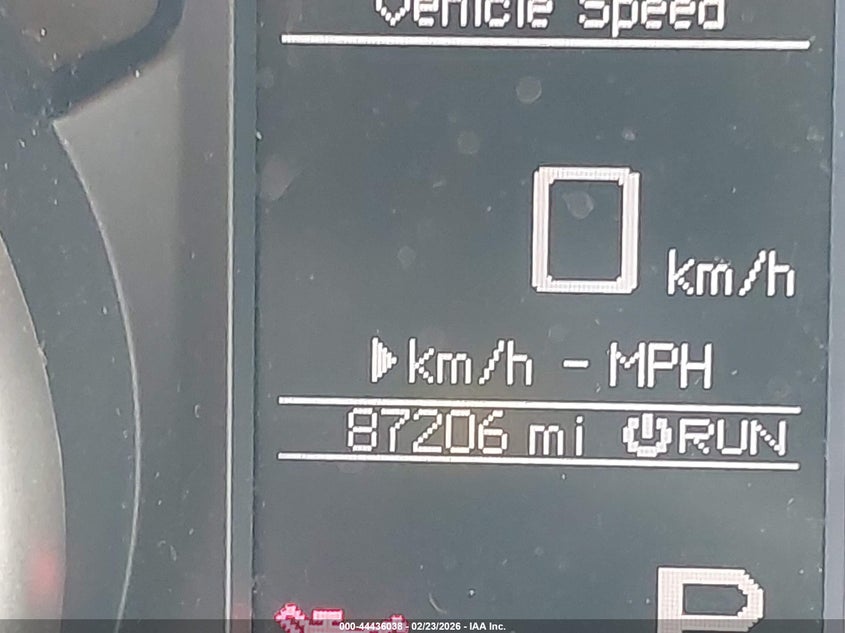 Vehicle Speed
0 km/h
km/h - MPH
87206 mi RUN
P
000-44436038 - 02/23/2026 - IAA Inc.